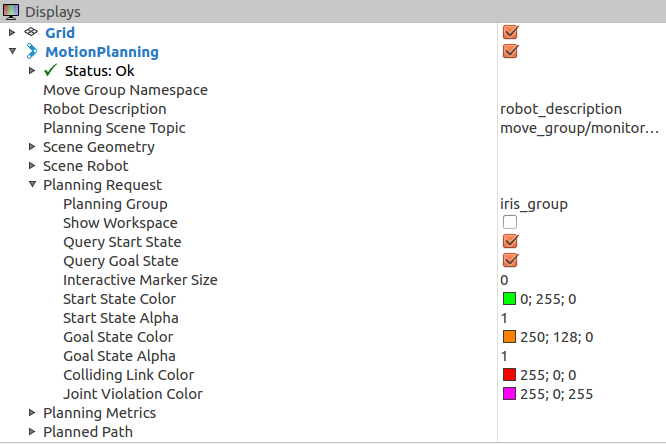 Displays
Grid
MotionPlanning
Status: Ok
Move Group Namespace
Robot Description robot_description
Planning Scene Topic move_group/monitor...
Scene Geometry
Scene Robot
Planning Request
Planning Group iris_group
Show Workspace
Query Start State
Query Goal State
Interactive Marker Size 0
Start State Color 0; 255; 0
Start State Alpha 1
Goal State Color 250; 128; 0
Goal State Alpha 1
Colliding Link Color 255; 0; 0
Joint Violation Color 255; 0; 255
Planning Metrics
Planned Path